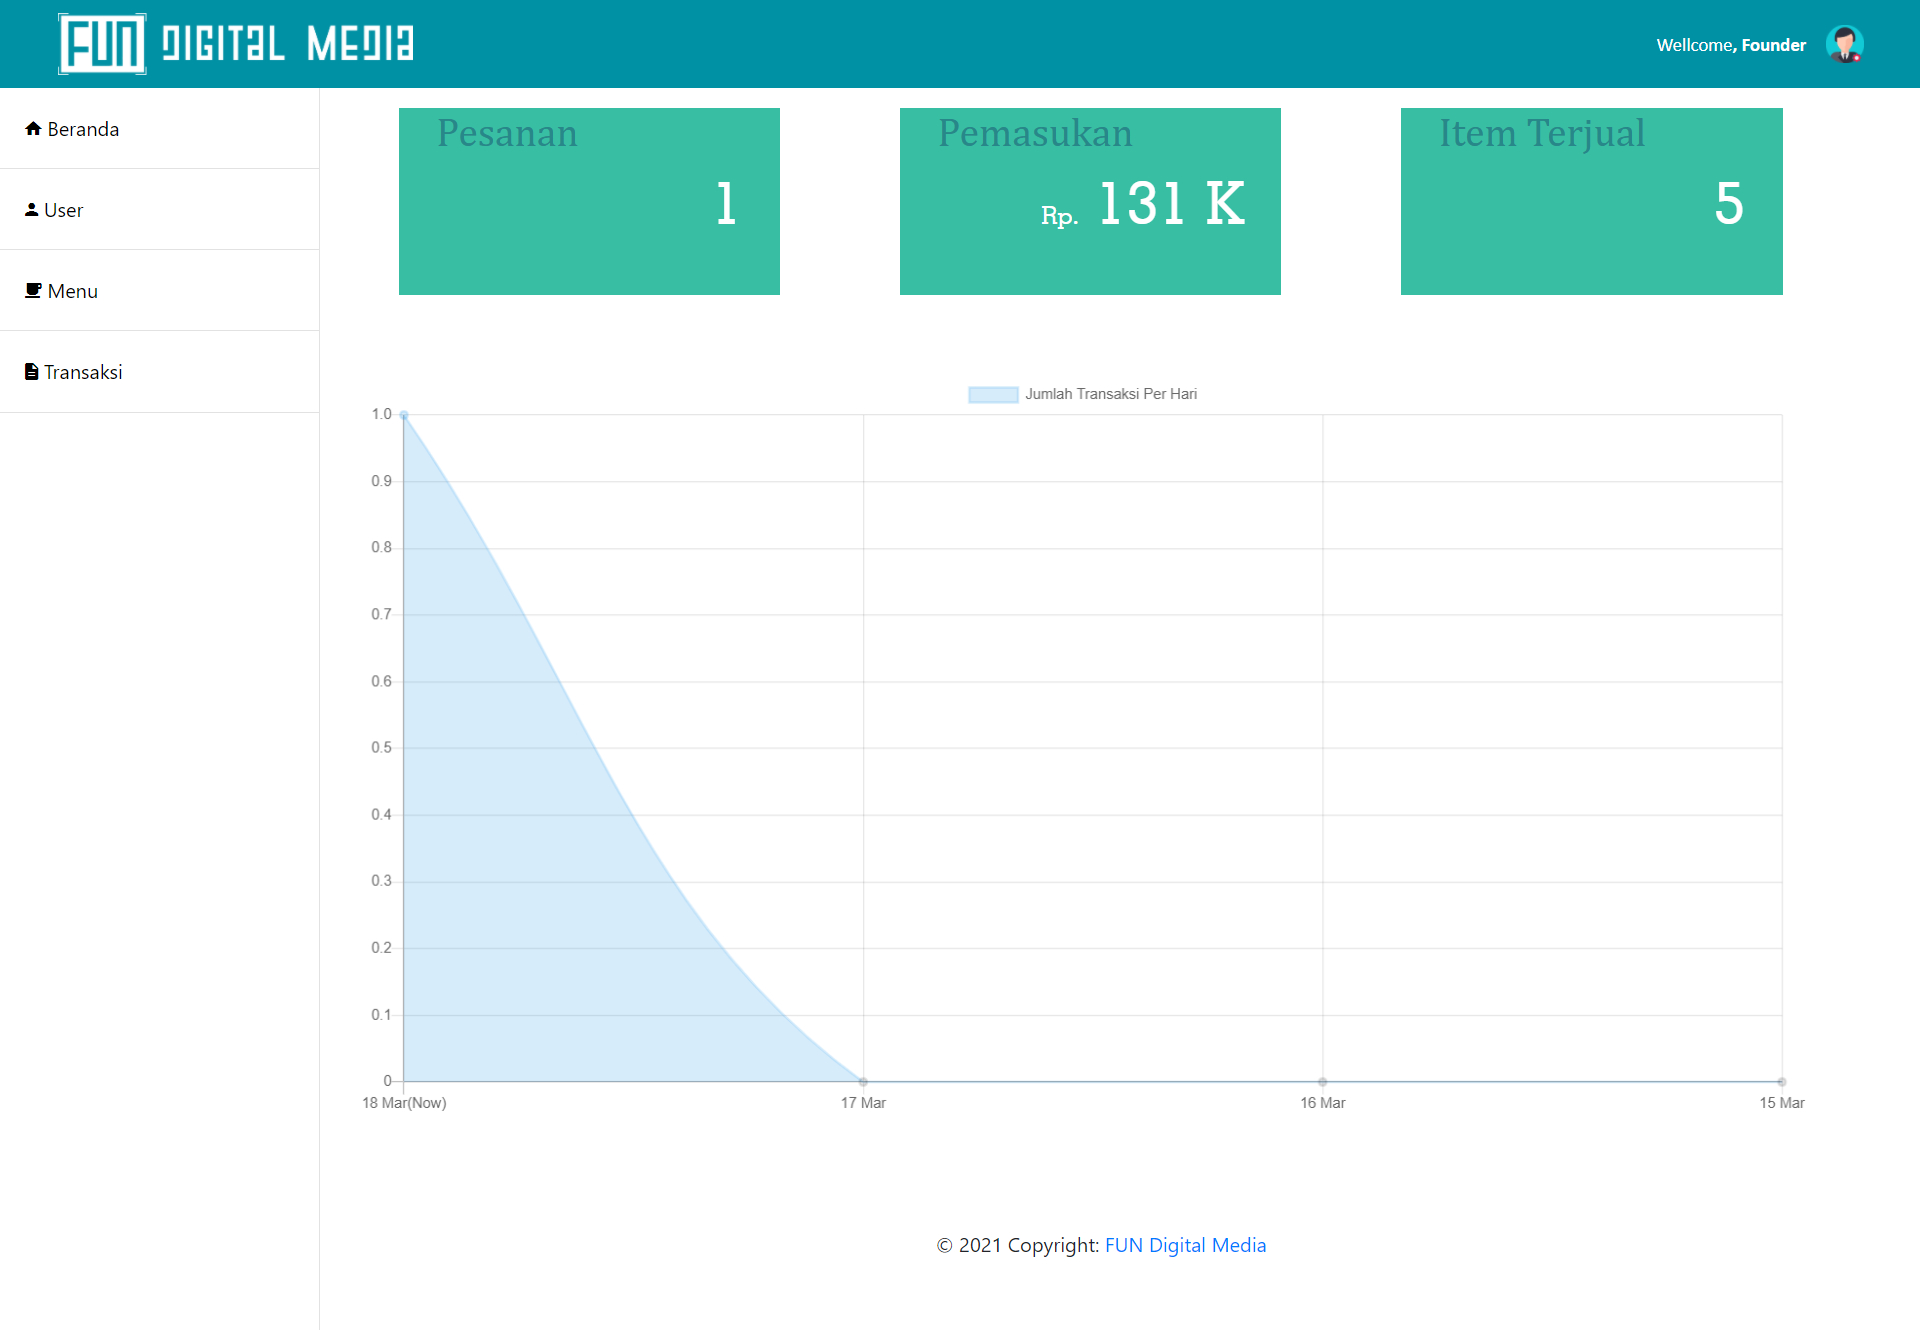 FUN DIGITAL MEDIA
Wellcome, Founder
Beranda
User
Menu
Transaksi
Pesanan
1
Pemasukan
Rp. 131 K
Item Terjual
5
Jumlah Transaksi Per Hari
1.0
0.9
0.8
0.7
0.6
0.5
0.4
0.3
0.2
0.1
0
18 Mar(Now) 17 Mar 16 Mar 15 Mar
© 2021 Copyright: FUN Digital Media